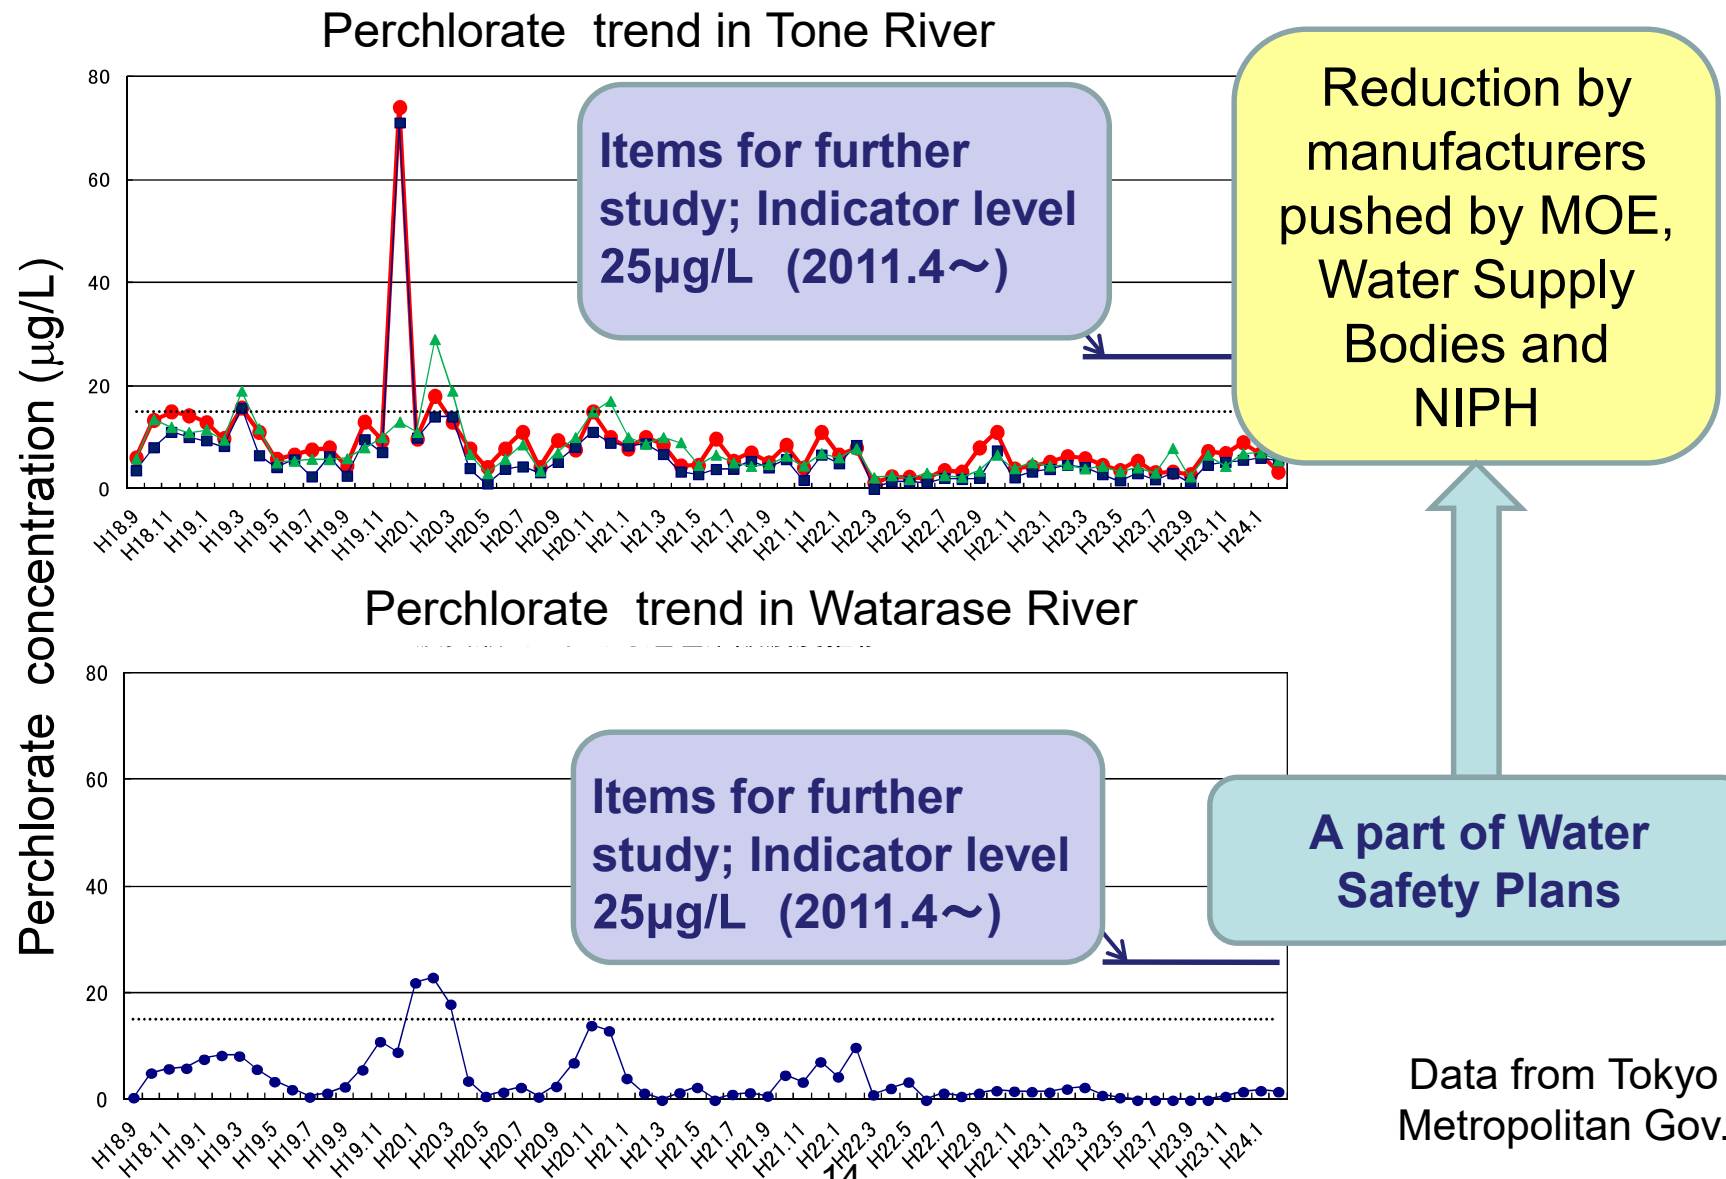 Perchlorate trend in Tone River
Perchlorate concentration (μg/L)
80
60
40
20
0
H18.9
H18.11
H19.1
H19.3
H19.5
H19.7
H19.9
H19.11
H20.1
H20.3
H20.5
H20.7
H20.9
H20.11
H21.1
H21.3
H21.5
H21.7
H21.9
H21.11
H22.1
H22.3
H22.5
H22.7
H22.9
H22.11
H23.1
H23.3
H23.5
H23.7
H23.9
H23.11
H24.1
Items for further
study; Indicator level
25μg/L (2011.4～)
Reduction by
manufacturers
pushed by MOE,
Water Supply
Bodies and
NIPH
Perchlorate trend in Watarase River
80
60
40
20
0
H18.9
H18.11
H19.1
H19.3
H19.5
H19.7
H19.9
H19.11
H20.1
H20.3
H20.5
H20.7
H20.9
H20.11
H21.1
H21.3
H21.5
H21.7
H21.9
H21.11
H22.1
H22.3
H22.5
H22.7
H22.9
H22.11
H23.1
H23.3
H23.5
H23.7
H23.9
H23.11
H24.1
Items for further
study; Indicator level
25μg/L (2011.4～)
A part of Water
Safety Plans
Data from Tokyo
Metropolitan Gov.
14